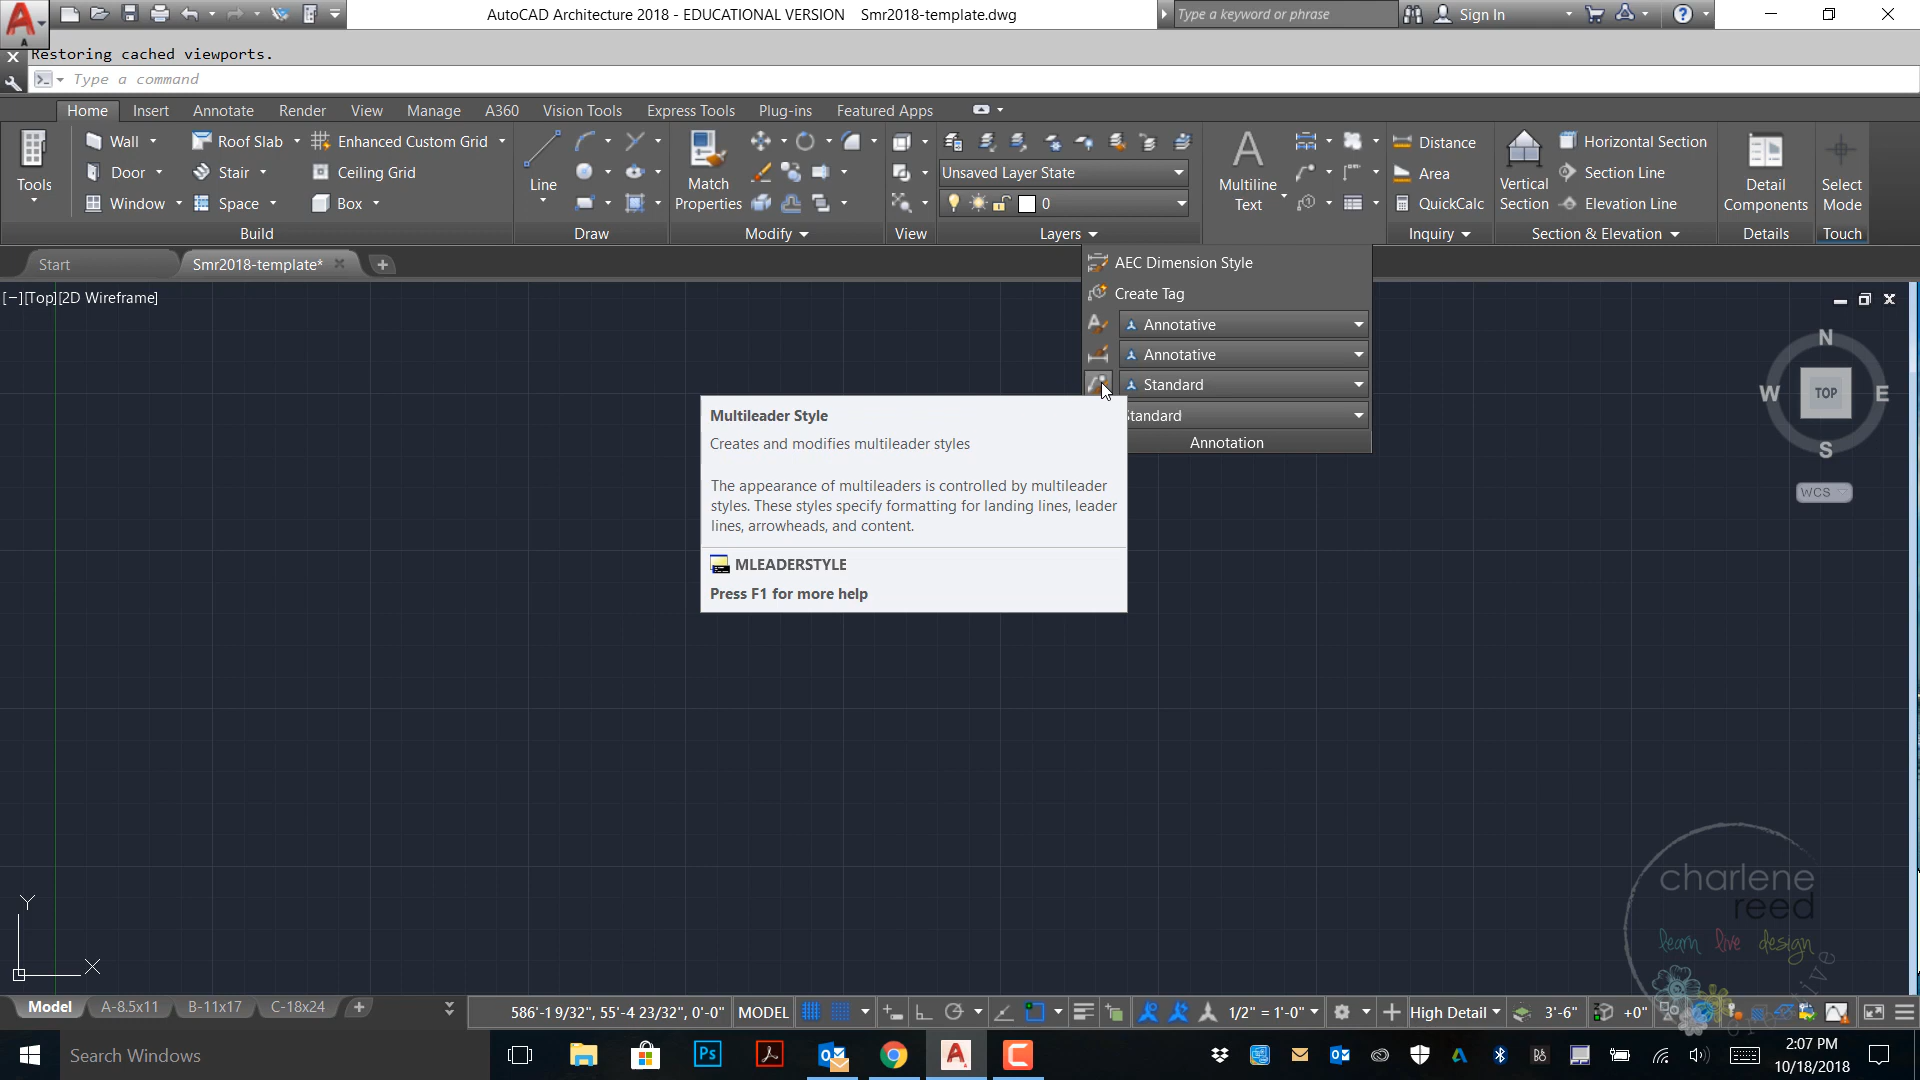 AutoCAD Architecture 2018 - EDUCATIONAL VERSION Smr2018-template.dwg
Type a keyword or phrase
Sign In
Restoring cached viewports.
Type a command
Home Insert Annotate Render View Manage A360 Vision Tools Express Tools Plug-ins Featured Apps
Tools
Wall
Door
Window
Roof Slab
Stair
Space
Enhanced Custom Grid
Ceiling Grid
Box
Line
Match
Properties
Unsaved Layer State
0
Multiline
Text
Distance
Area
QuickCalc
Vertical
Section
Horizontal Section
Section Line
Elevation Line
Detail
Components
Select
Mode
Build Draw Modify View Layers Inquiry Section & Elevation Details Touch
Start
Smr2018-template*
AEC Dimension Style
Create Tag
Annotative
Annotative
Standard
Standard
Annotation
[−][Top][2D Wireframe]
Multileader Style
Creates and modifies multileader styles
The appearance of multileaders is controlled by multileader
styles. These styles specify formatting for landing lines, leader
lines, arrowheads, and content.
MLEADERSTYLE
Press F1 for more help
N
W TOP E
S
WCS
charlene
reed
learn live design
Y
X
Model A-8.5x11 B-11x17 C-18x24
586'-1 9/32", 55'-4 23/32", 0'-0" MODEL 1/2" = 1'-0" High Detail 3'-6" +0"
Search Windows
Ps
2:07 PM
10/18/2018